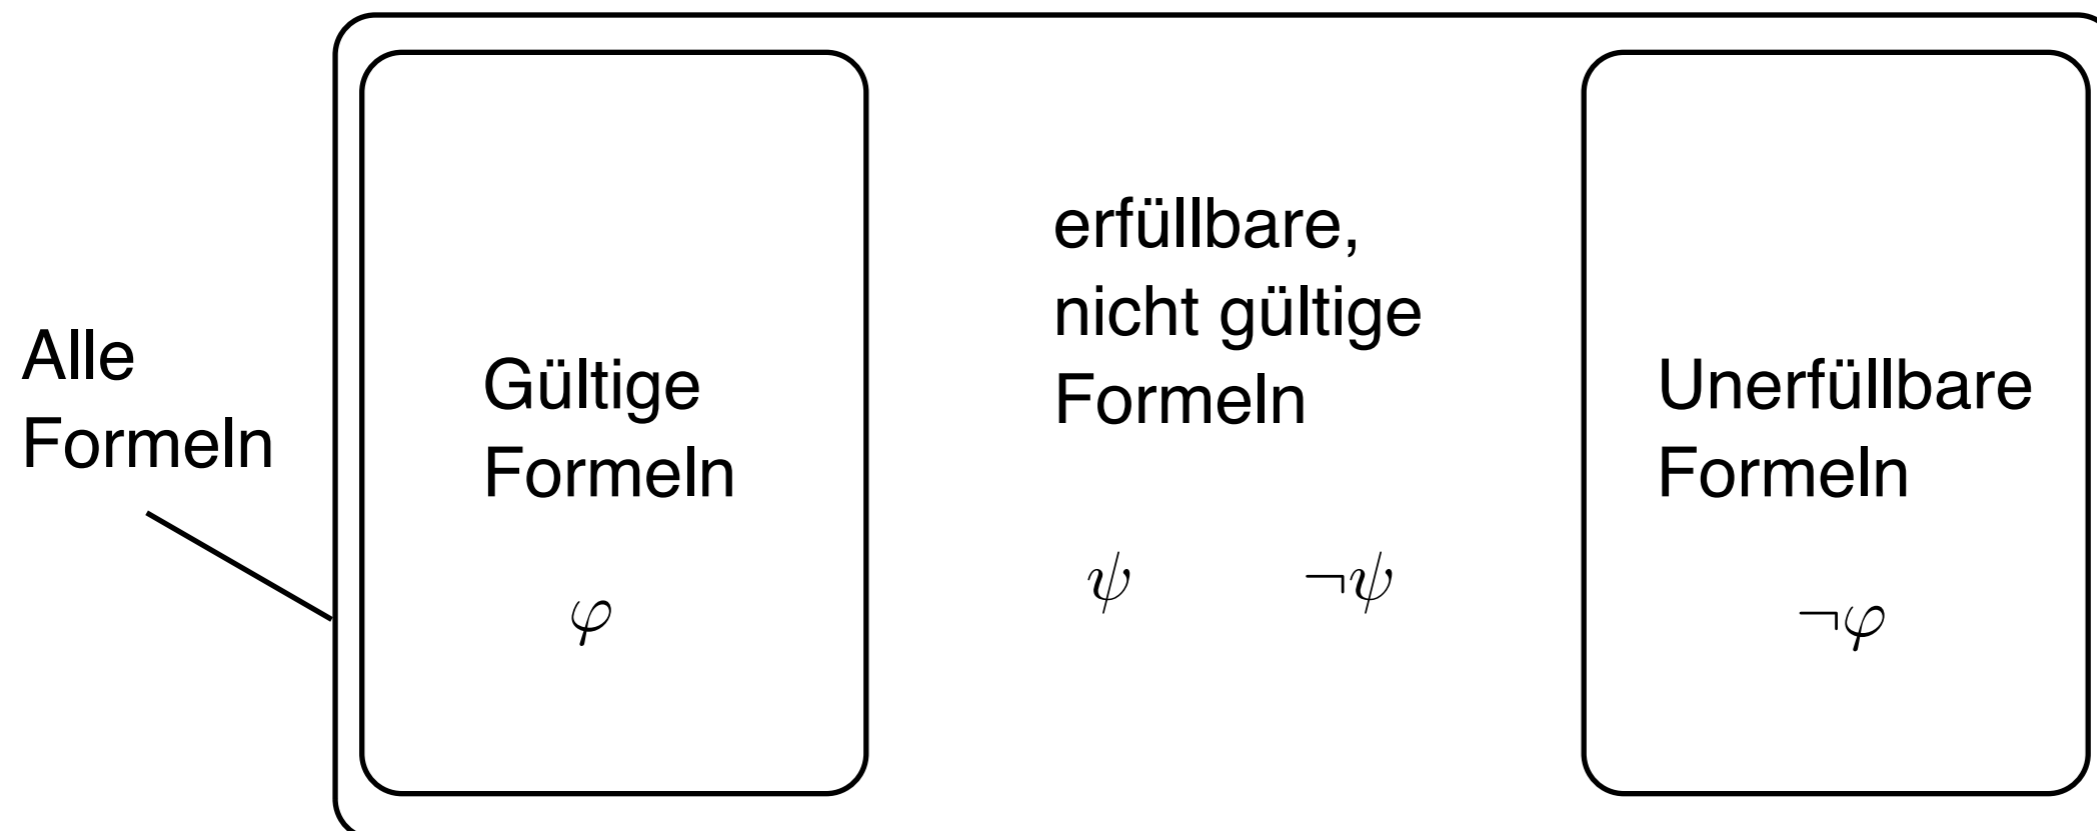 Alle
Formeln
Gültige
Formeln
φ
erfüllbare,
nicht gültige
Formeln
ψ ¬ψ
Unerfüllbare
Formeln
¬φ